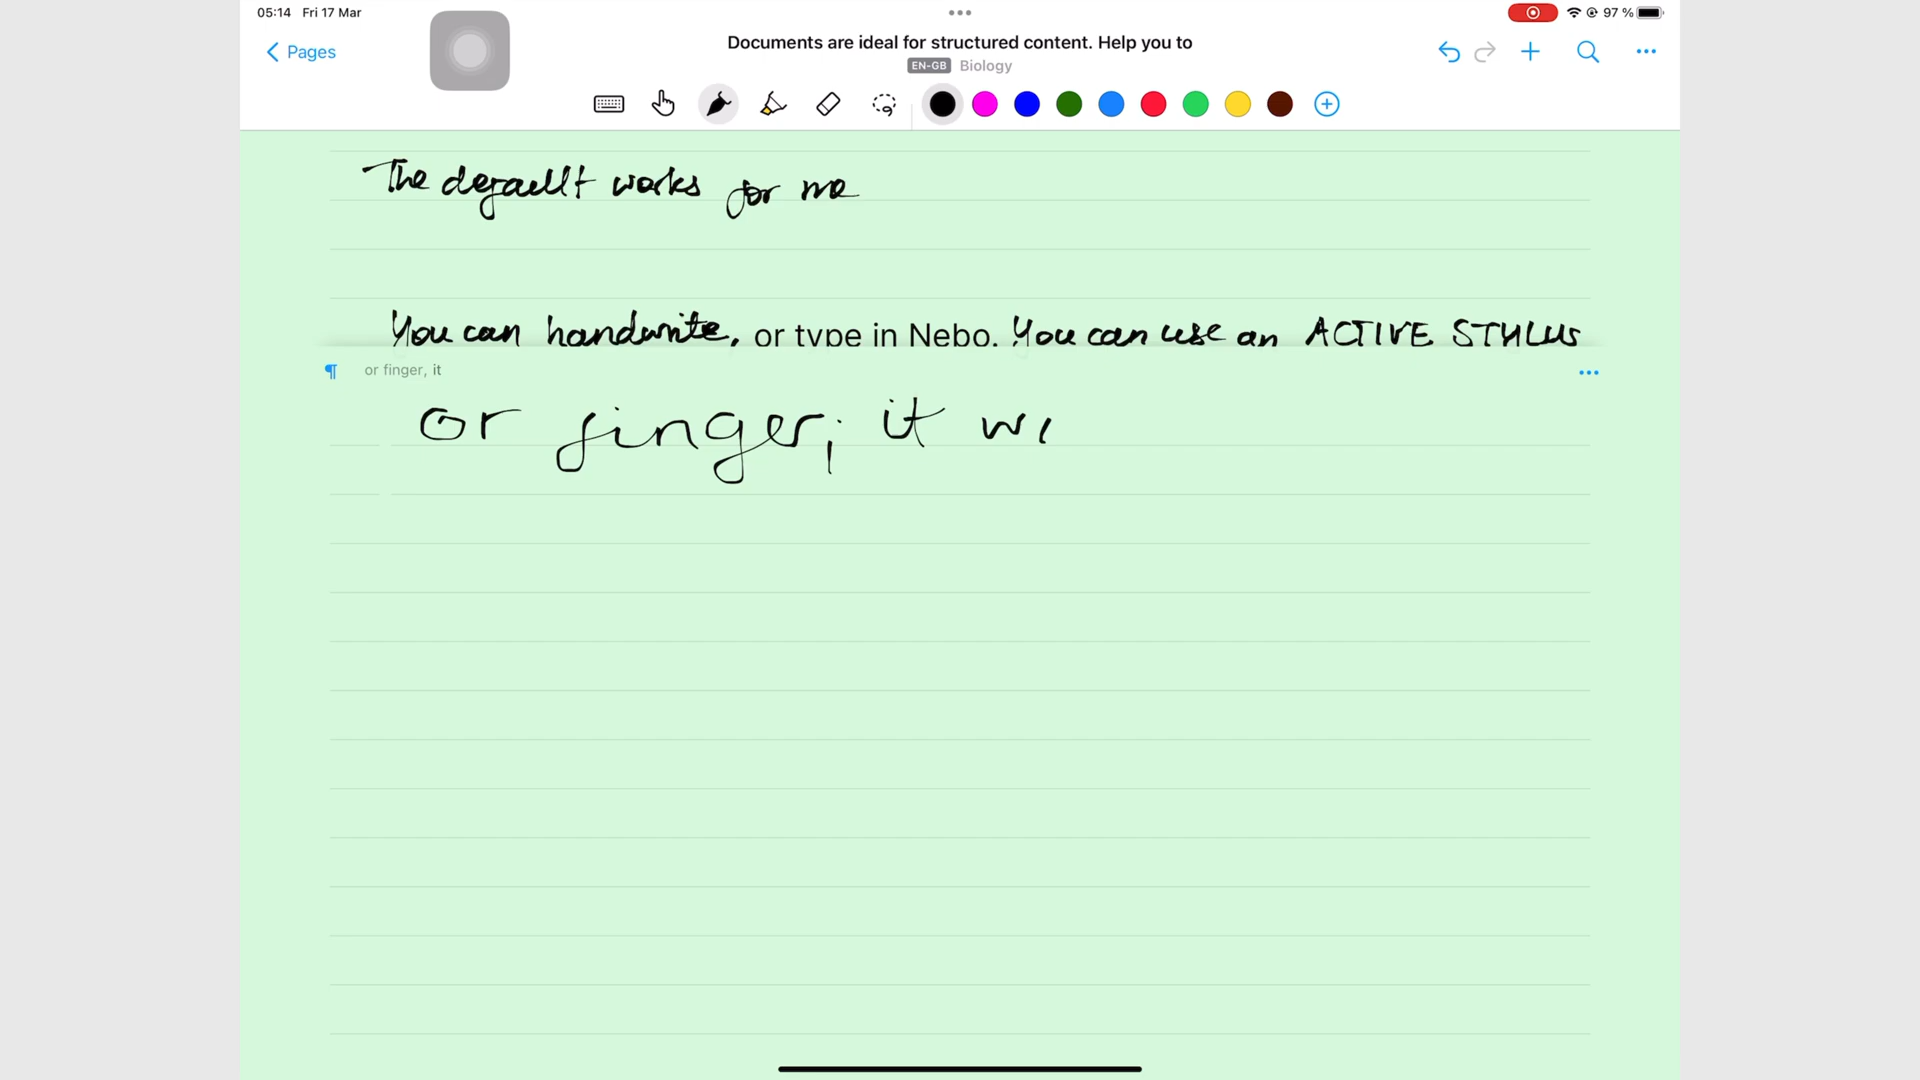 05:14 Fri 17 Mar
97 %
Pages
Documents are ideal for structured content. Help you to
EN-GB Biology
The default works for me
You can handwrite, or type in Nebo. You can use an ACTIVE STYLUS
or finger, it
or finger, it w